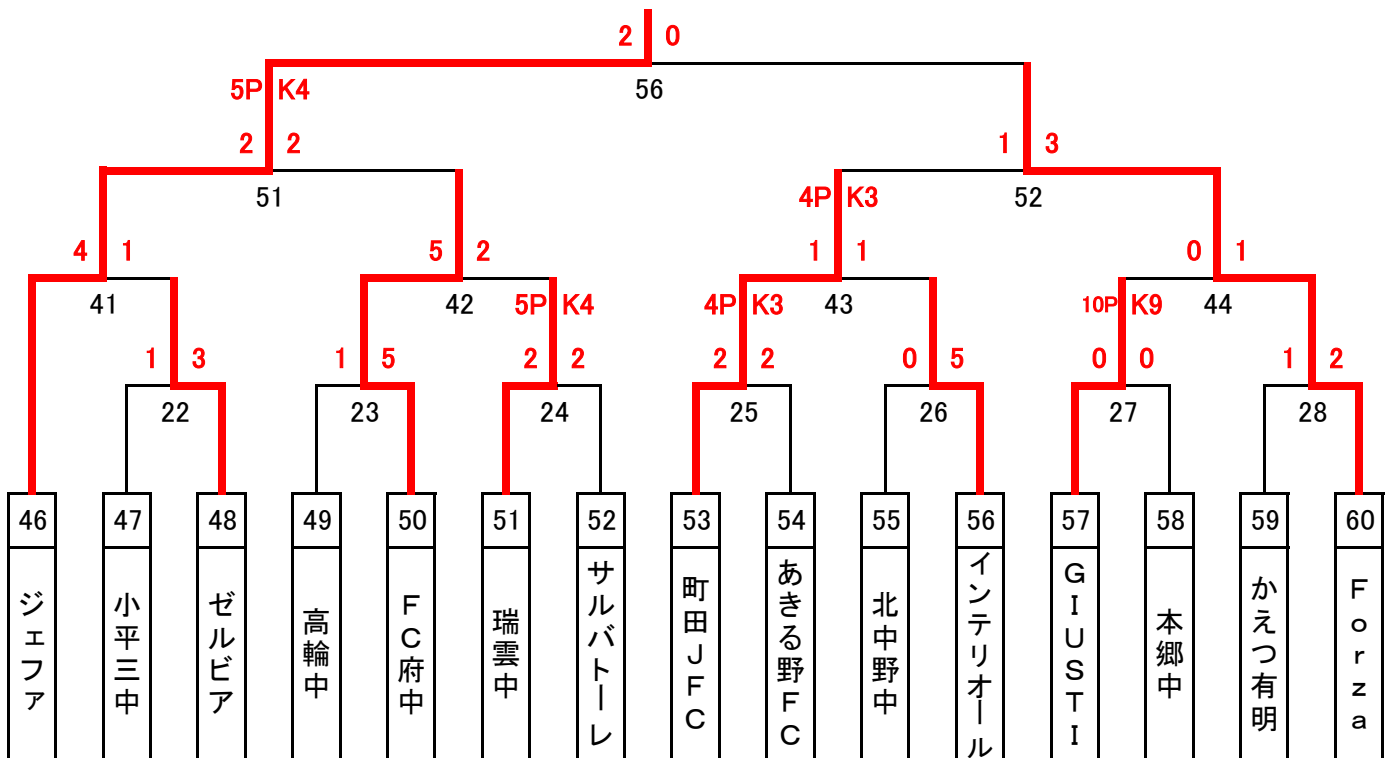 2 0
56
5P K4
2 2
1 3
51
52
4P K3
4 1
5 2
1 1
0 1
41
42
43
44
5P K4
4P K3
10P K9
1 3
1 5
2 2
2 2
0 5
0 0
1 2
22
23
24
25
26
27
28
46
47
48
49
50
51
52
53
54
55
56
57
58
59
60
ジェファ
小平三中
ゼルビア
高輪中
FC府中
瑞雲中
サルバトーレ
町田JFC
あきる野FC
北中野中
インテリオール
GIUSTI
本郷中
かえつ有明
Forza